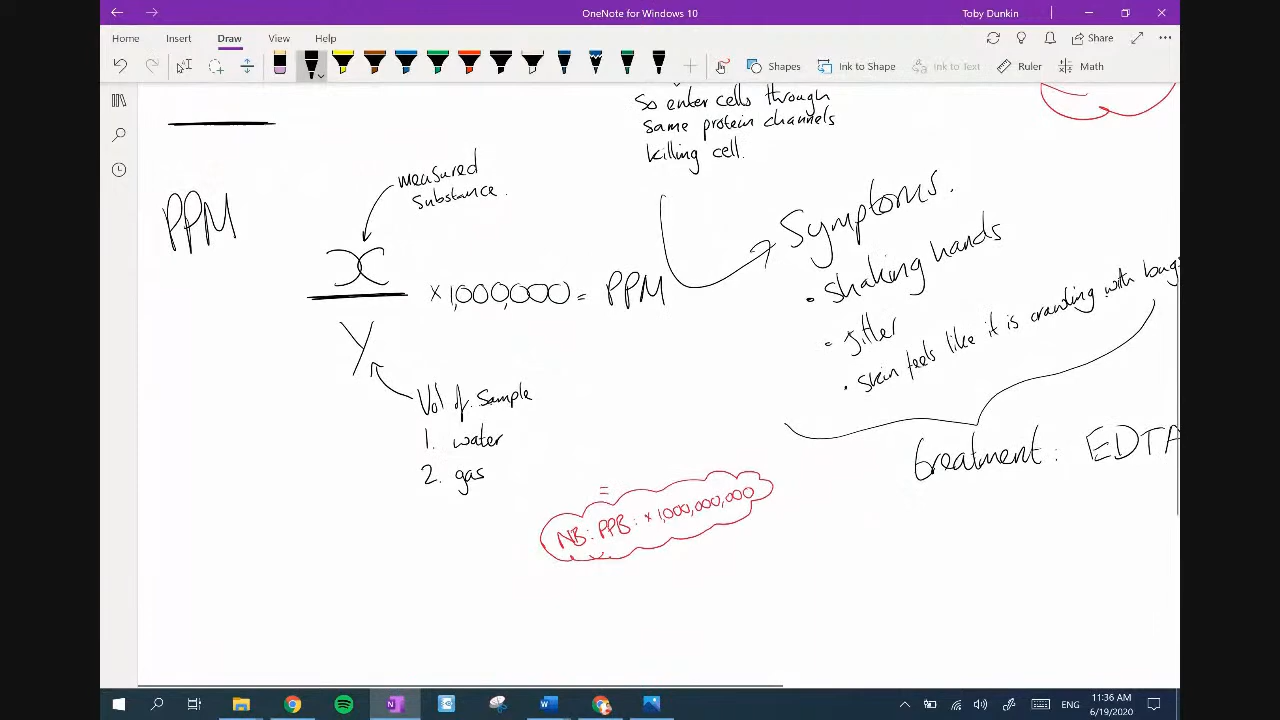 OneNote for Windows 10
Toby Dunkin
Home Insert Draw View Help
Share
Shapes Ink to Shape Ink to Text Ruler Math
So enter cells through
same protein channels
killing cell.
PPM
measured
substance.
x
y
×1,000,000 = PPM
Vol of sample
1. water
2. gas
Symptoms.
• shaking hands
• jitter
• skin feels like it is crawling with bugs
treatment: EDTA
=
NB: PPB: × 1,000,000,000
11:36 AM
6/19/2020